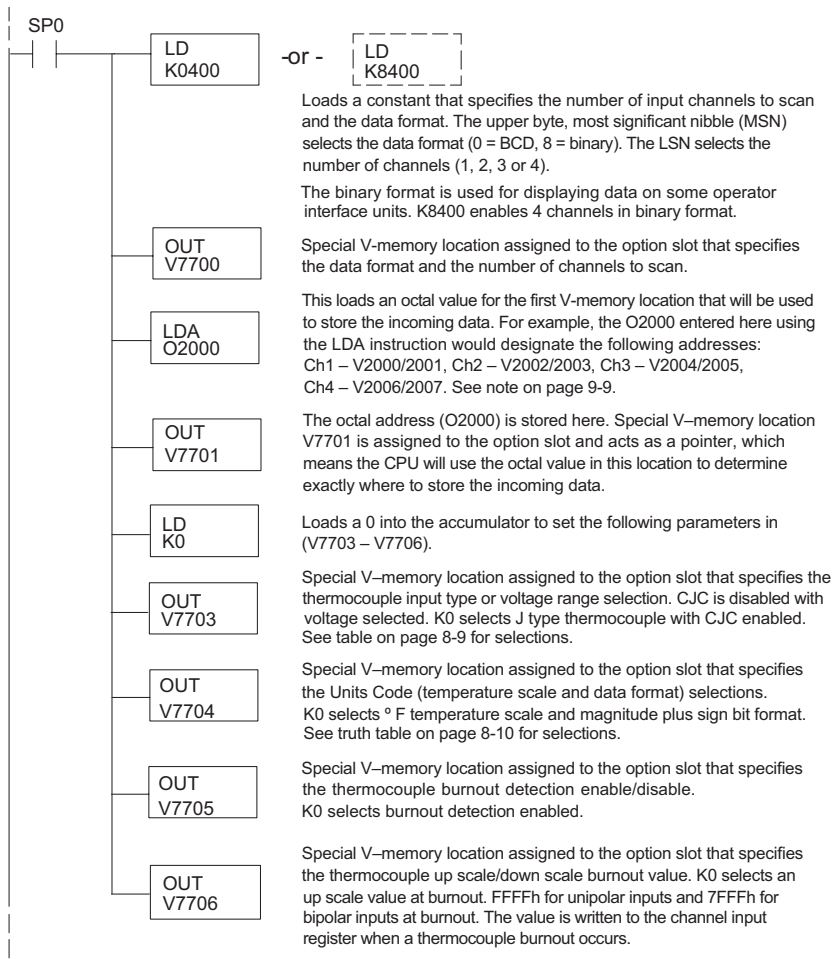 SP0
LD
K0400
-or -
LD
K8400
Loads a constant that specifies the number of input channels to scan
and the data format. The upper byte, most significant nibble (MSN)
selects the data format (0 = BCD, 8 = binary). The LSN selects the
number of channels (1, 2, 3 or 4).
The binary format is used for displaying data on some operator
interface units. K8400 enables 4 channels in binary format.
OUT
V7700
Special V-memory location assigned to the option slot that specifies
the data format and the number of channels to scan.
LDA
O2000
This loads an octal value for the first V-memory location that will be used
to store the incoming data. For example, the O2000 entered here using
the LDA instruction would designate the following addresses:
Ch1 – V2000/2001, Ch2 – V2002/2003, Ch3 – V2004/2005,
Ch4 – V2006/2007. See note on page 9-9.
OUT
V7701
The octal address (O2000) is stored here. Special V–memory location
V7701 is assigned to the option slot and acts as a pointer, which
means the CPU will use the octal value in this location to determine
exactly where to store the incoming data.
LD
K0
Loads a 0 into the accumulator to set the following parameters in
(V7703 – V7706).
OUT
V7703
Special V–memory location assigned to the option slot that specifies the
thermocouple input type or voltage range selection. CJC is disabled with
voltage selected. K0 selects J type thermocouple with CJC enabled.
See table on page 8-9 for selections.
OUT
V7704
Special V–memory location assigned to the option slot that specifies
the Units Code (temperature scale and data format) selections.
K0 selects º F temperature scale and magnitude plus sign bit format.
See truth table on page 8-10 for selections.
OUT
V7705
Special V–memory location assigned to the option slot that specifies
the thermocouple burnout detection enable/disable.
K0 selects burnout detection enabled.
OUT
V7706
Special V–memory location assigned to the option slot that specifies
the thermocouple up scale/down scale burnout value. K0 selects an
up scale value at burnout. FFFFh for unipolar inputs and 7FFFh for
bipolar inputs at burnout. The value is written to the channel input
register when a thermocouple burnout occurs.